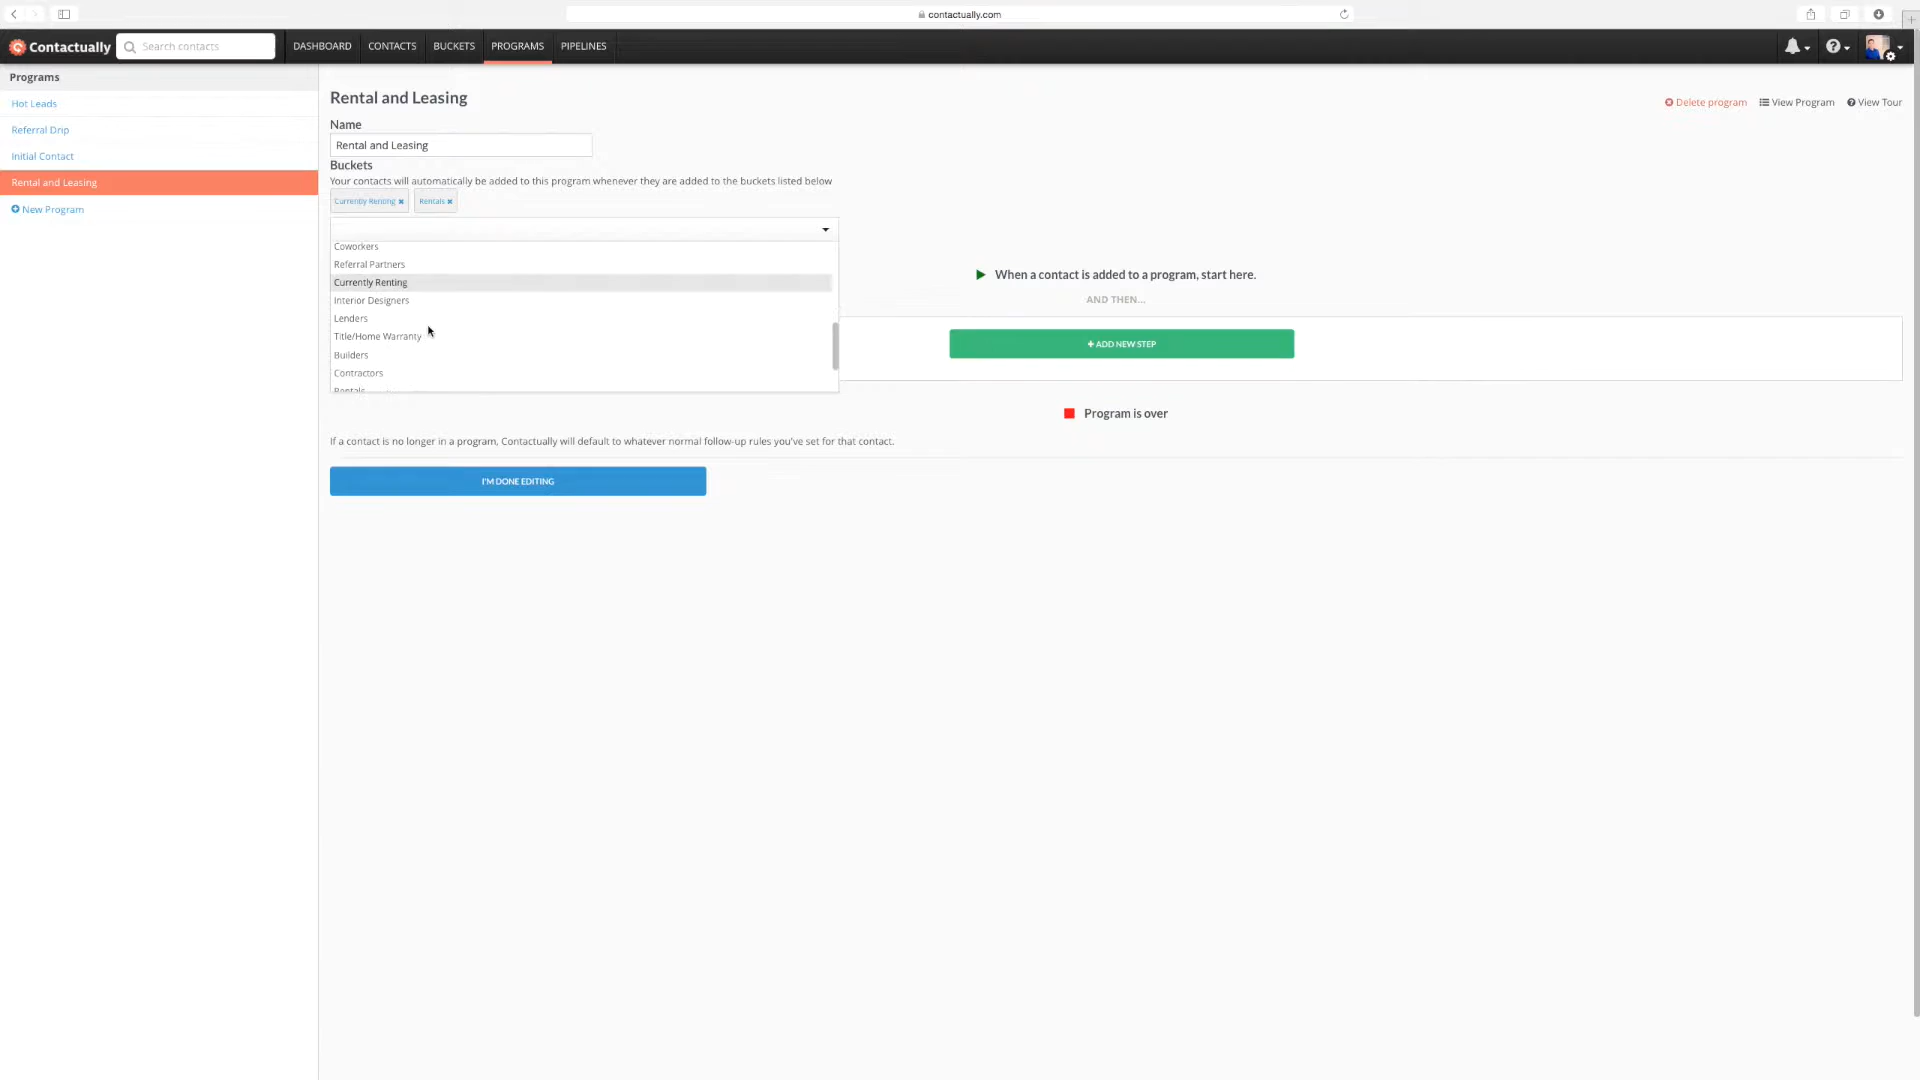 contactually.com
Contactually
Search contacts
DASHBOARD CONTACTS BUCKETS PROGRAMS PIPELINES
Programs
Hot Leads
Referral Drip
Initial Contact
Rental and Leasing
New Program
Rental and Leasing
Delete program View Program View Tour
Name
Rental and Leasing
Buckets
Your contacts will automatically be added to this program whenever they are added to the buckets listed below
Currently Renting × Rentals ×
Coworkers
Referral Partners
Currently Renting
Interior Designers
Lenders
Title/Home Warranty
Builders
Contractors
Rentals
When a contact is added to a program, start here.
AND THEN...
+ ADD NEW STEP
Program is over
If a contact is no longer in a program, Contactually will default to whatever normal follow-up rules you've set for that contact.
I'M DONE EDITING